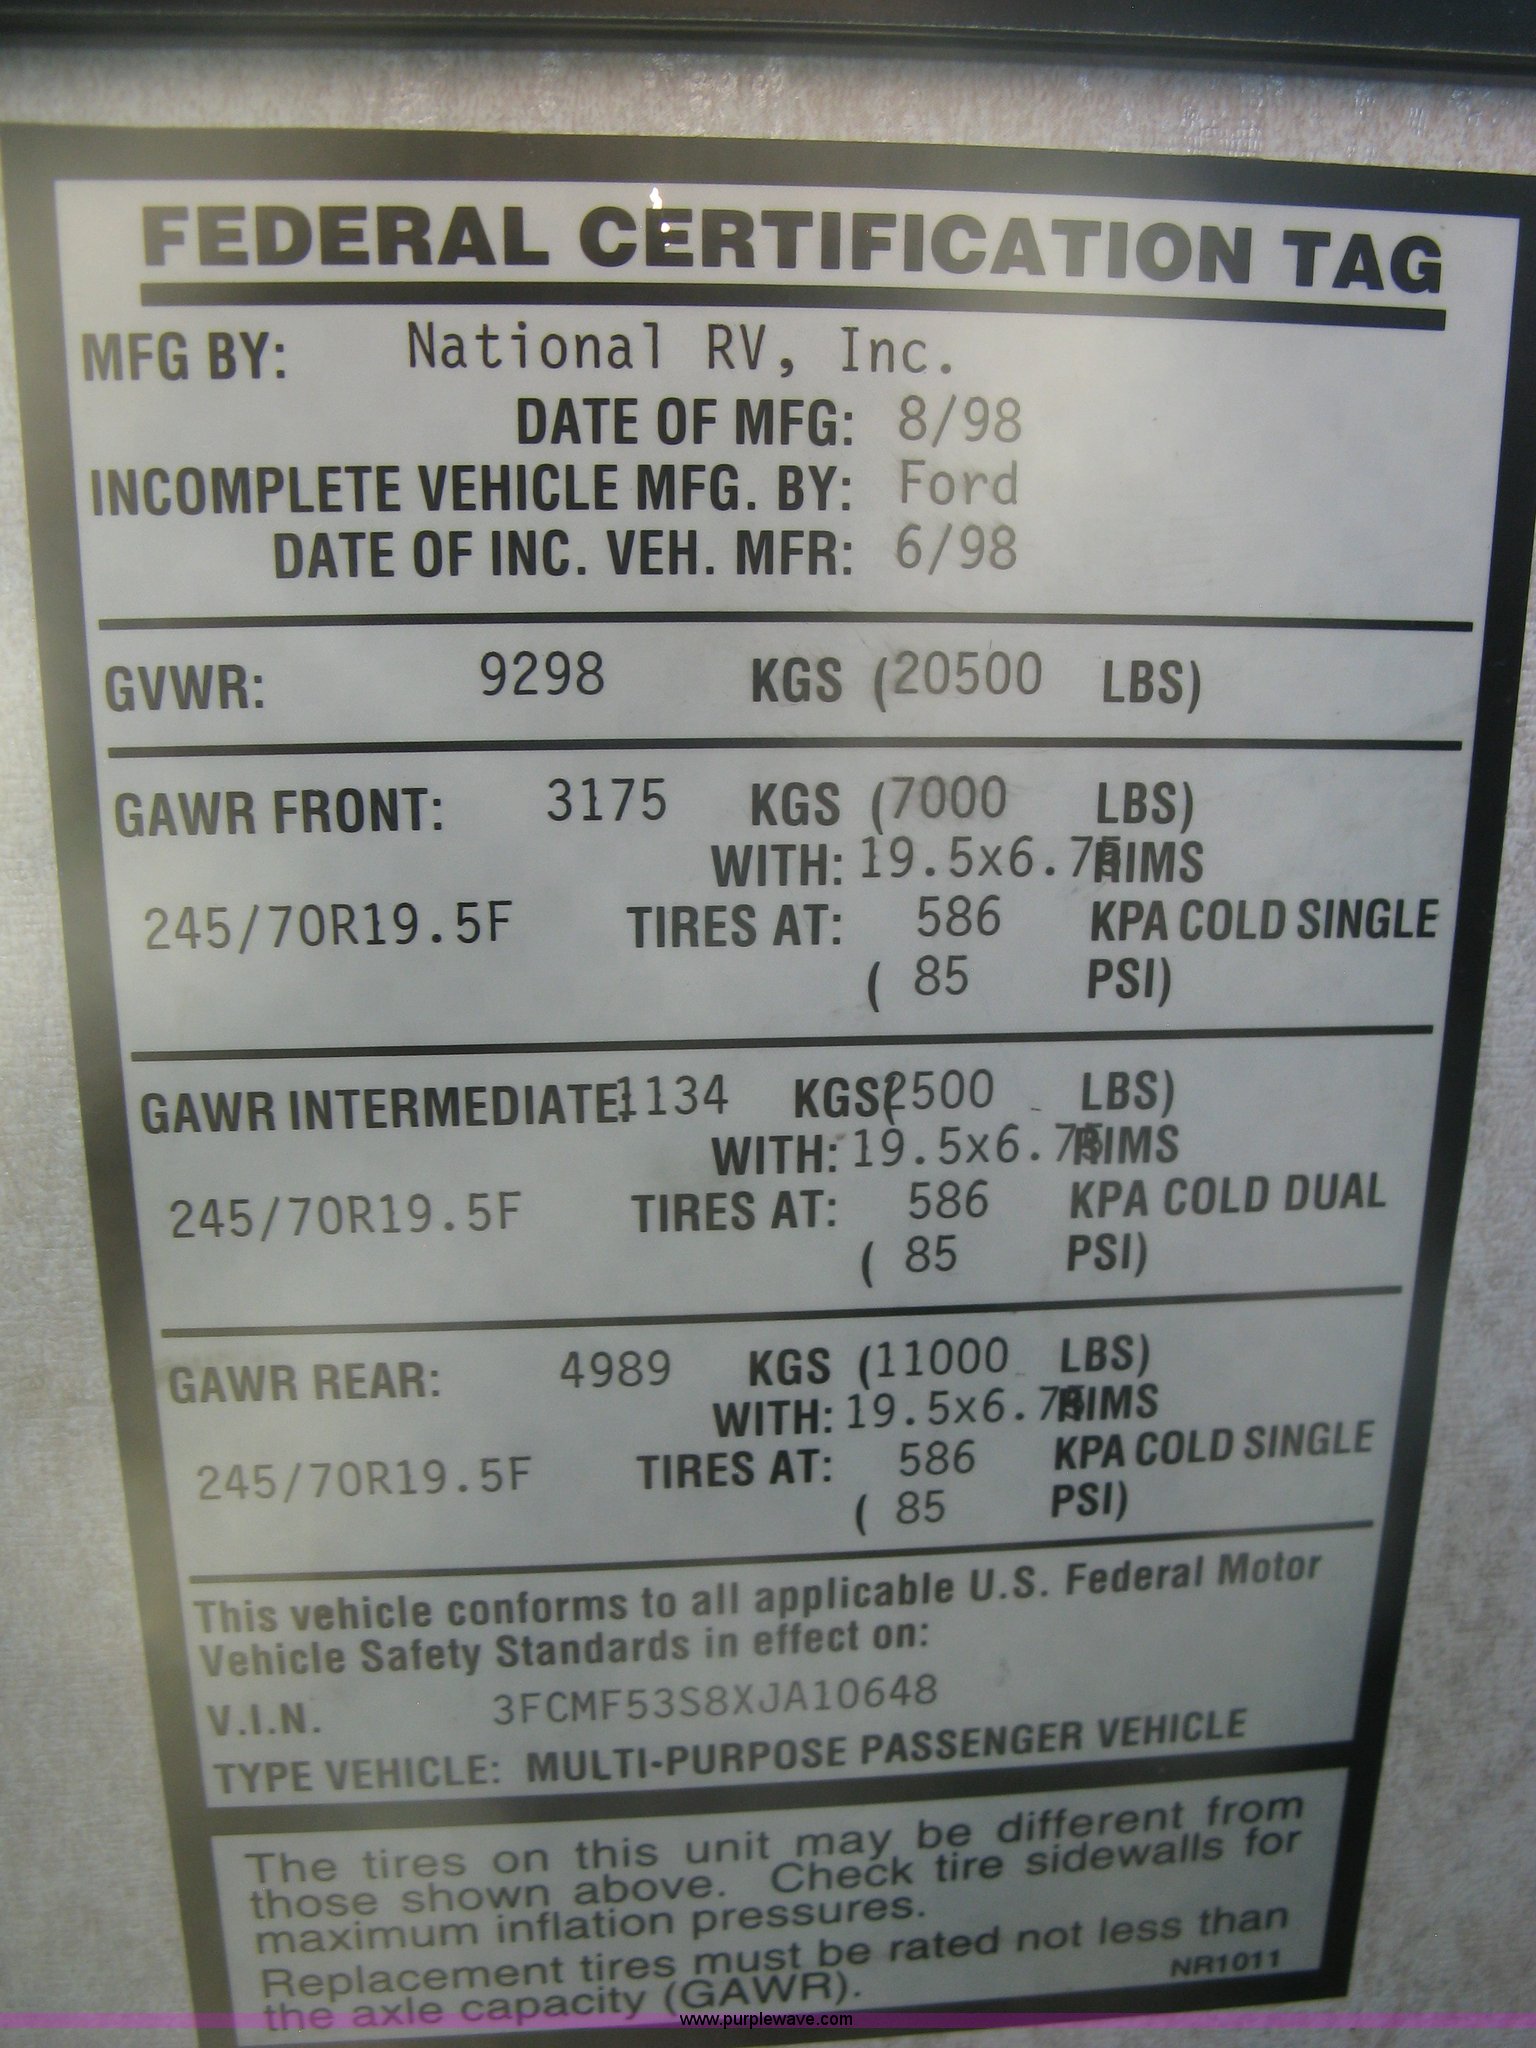 FEDERAL CERTIFICATION TAG
MFG BY: National RV, Inc.
DATE OF MFG: 8/98
INCOMPLETE VEHICLE MFG. BY: Ford
DATE OF INC. VEH. MFR: 6/98
GVWR: 9298 KGS (20500 LBS)
GAWR FRONT: 3175 KGS (7000 LBS)
WITH: 19.5x6.75 RIMS
245/70R19.5F TIRES AT: 586 KPA COLD SINGLE
( 85 PSI)
GAWR INTERMEDIATE: 1134 KGS (2500 LBS)
WITH: 19.5x6.75 RIMS
245/70R19.5F TIRES AT: 586 KPA COLD DUAL
( 85 PSI)
GAWR REAR: 4989 KGS (11000 LBS)
WITH: 19.5x6.75 RIMS
245/70R19.5F TIRES AT: 586 KPA COLD SINGLE
( 85 PSI)
This vehicle conforms to all applicable U.S. Federal Motor
Vehicle Safety Standards in effect on:
V.I.N. 3FCMF53S8XJA10648
TYPE VEHICLE: MULTI-PURPOSE PASSENGER VEHICLE
The tires on this unit may be different from
those shown above. Check tire sidewalls for
maximum inflation pressures.
Replacement tires must be rated not less than
the axle capacity (GAWR).
NR1011
www.purplewave.com